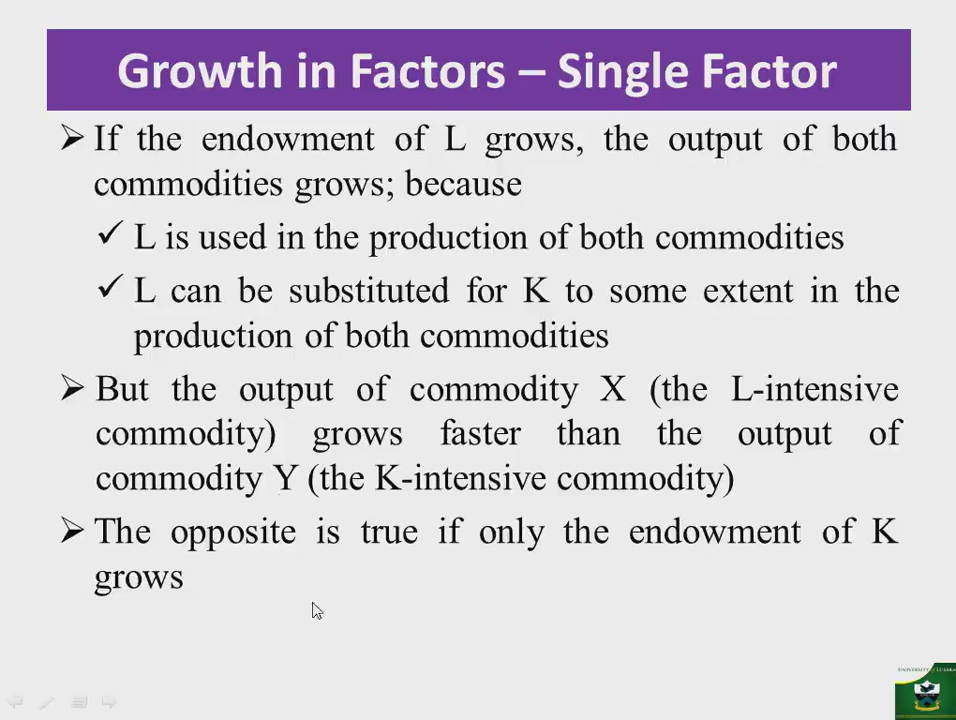 Growth in Factors – Single Factor
➢ If the endowment of L grows, the output of both
commodities grows; because
✓ L is used in the production of both commodities
✓ L can be substituted for K to some extent in the
production of both commodities
➢ But the output of commodity X (the L-intensive
commodity) grows faster than the output of
commodity Y (the K-intensive commodity)
➢ The opposite is true if only the endowment of K
grows